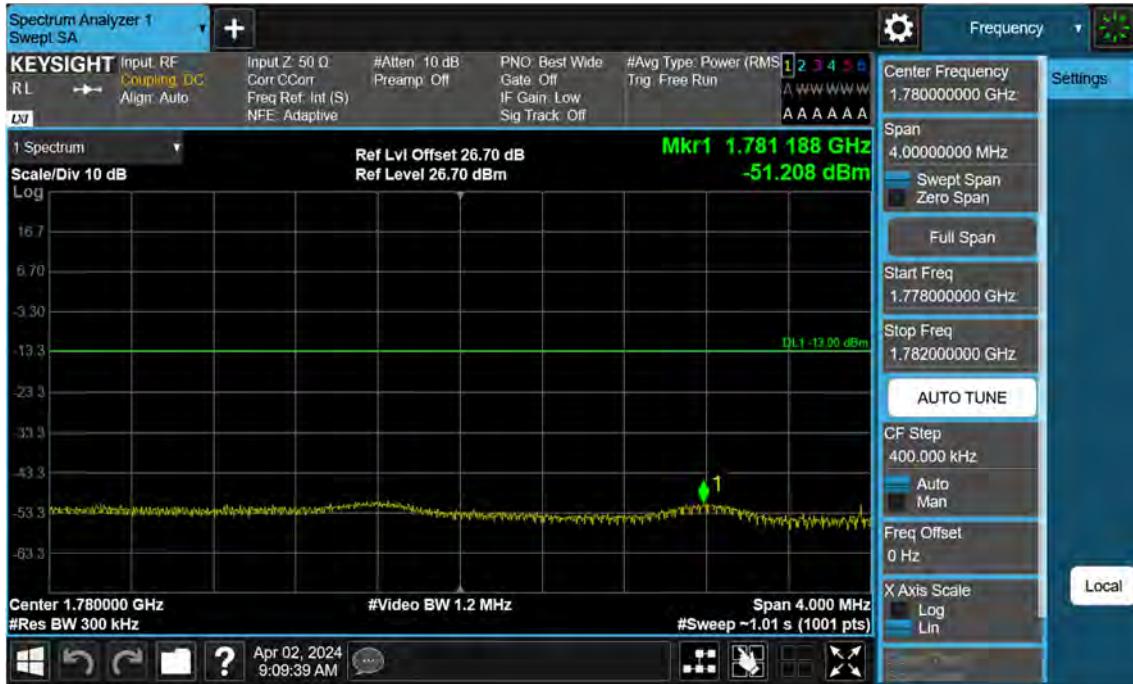 Spectrum Analyzer 1
Swept SA
Frequency
KEYSIGHT
Input: RF
Coupling: DC
Align: Auto
Input Z: 50 Ω
Corr CCorr
Freq Ref: Int (S)
NFE: Adaptive
#Atten: 10 dB
Preamp: Off
PNO: Best Wide
Gate: Off
IF Gain: Low
Sig Track: Off
#Avg Type: Power (RMS
Trig: Free Run
1 2 3 4 5 6
A W W W W W
A A A A A A
RL
LXI
1 Spectrum
Scale/Div 10 dB
Ref Lvl Offset 26.70 dB
Ref Level 26.70 dBm
Mkr1 1.781 188 GHz
-51.208 dBm
Log
16.7
6.70
-3.30
-13.3
-23.3
-33.3
-43.3
-53.3
-63.3
DL1 -13.00 dBm
1
Center 1.780000 GHz
#Res BW 300 kHz
#Video BW 1.2 MHz
Span 4.000 MHz
#Sweep ~1.01 s (1001 pts)
Center Frequency
1.780000000 GHz
Span
4.00000000 MHz
Swept Span
Zero Span
Full Span
Start Freq
1.778000000 GHz
Stop Freq
1.782000000 GHz
AUTO TUNE
CF Step
400.000 kHz
Auto
Man
Freq Offset
0 Hz
X Axis Scale
Log
Lin
Settings
Local
?
Apr 02, 2024
9:09:39 AM